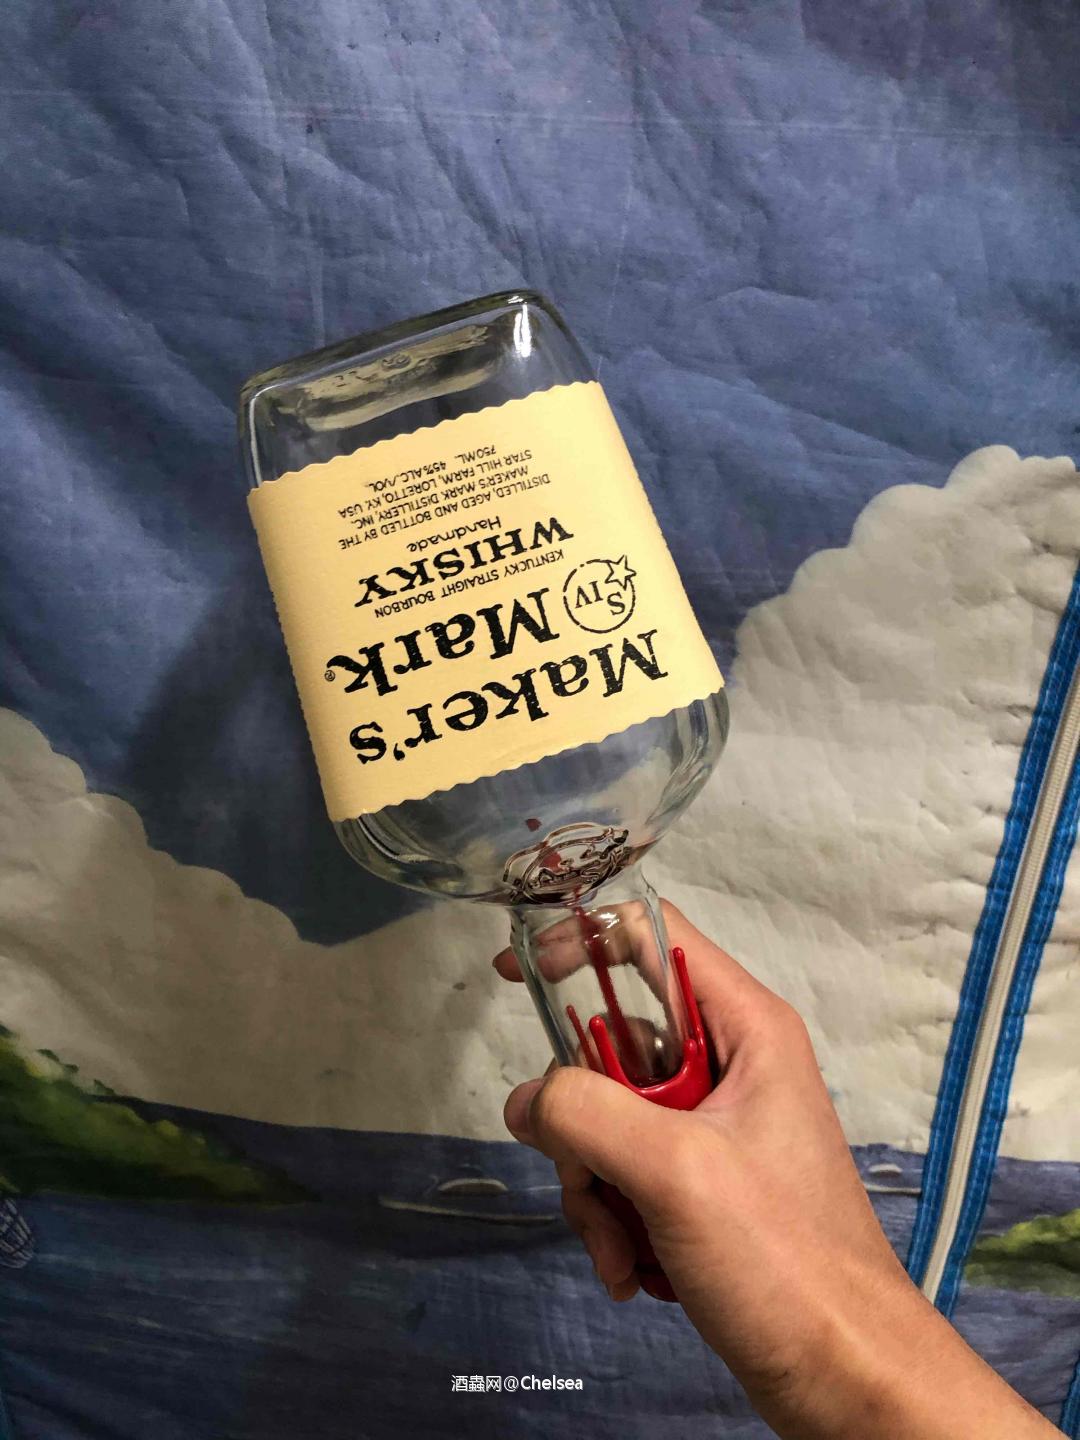 Maker's
Mark®
S IV
KENTUCKY STRAIGHT BOURBON
WHISKY
Handmade
DISTILLED, AGED AND BOTTLED BY THE
MAKER'S MARK DISTILLERY, INC.
STAR HILL FARM, LORETTO, KY. USA
750ML. 45%ALC./VOL.
酒蟲网@Chelsea